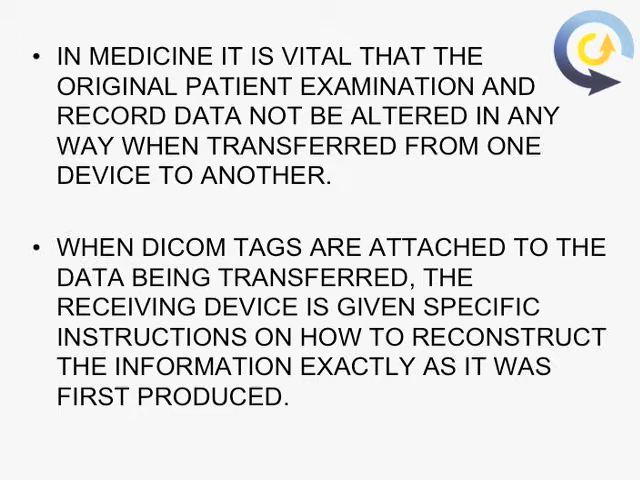 • IN MEDICINE IT IS VITAL THAT THE
ORIGINAL PATIENT EXAMINATION AND
RECORD DATA NOT BE ALTERED IN ANY
WAY WHEN TRANSFERRED FROM ONE
DEVICE TO ANOTHER.
• WHEN DICOM TAGS ARE ATTACHED TO THE
DATA BEING TRANSFERRED, THE
RECEIVING DEVICE IS GIVEN SPECIFIC
INSTRUCTIONS ON HOW TO RECONSTRUCT
THE INFORMATION EXACTLY AS IT WAS
FIRST PRODUCED.